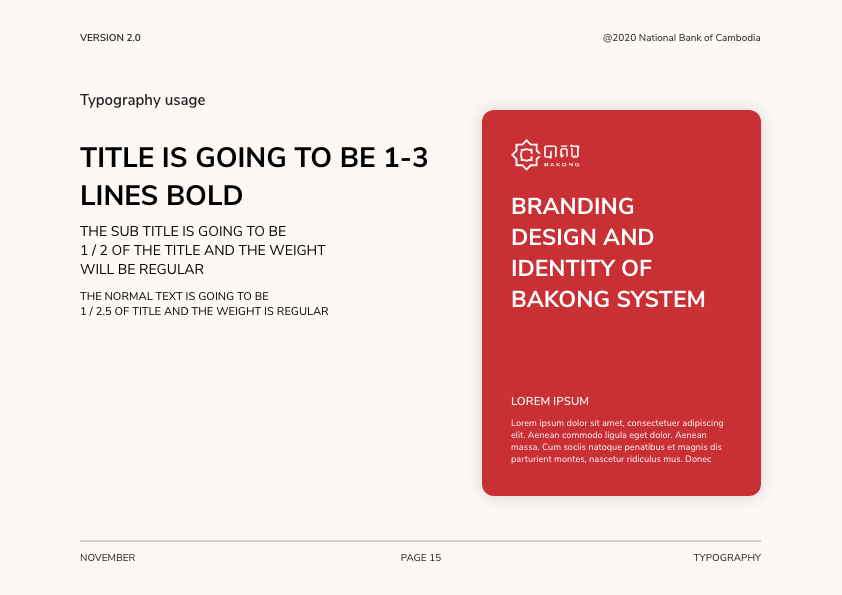 VERSION 2.0
@2020 National Bank of Cambodia
Typography usage
TITLE IS GOING TO BE 1-3
LINES BOLD
THE SUB TITLE IS GOING TO BE
1 / 2 OF THE TITLE AND THE WEIGHT
WILL BE REGULAR
THE NORMAL TEXT IS GOING TO BE
1 / 2.5 OF TITLE AND THE WEIGHT IS REGULAR
បាគង
BAKONG
BRANDING
DESIGN AND
IDENTITY OF
BAKONG SYSTEM
LOREM IPSUM
Lorem ipsum dolor sit amet, consectetuer adipiscing
elit. Aenean commodo ligula eget dolor. Aenean
massa. Cum sociis natoque penatibus et magnis dis
parturient montes, nascetur ridiculus mus. Donec
NOVEMBER
PAGE 15
TYPOGRAPHY